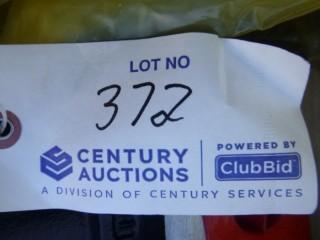 LOT NO
372
CENTURY
AUCTIONS
A DIVISION OF CENTURY SERVICES
POWERED BY
ClubBid